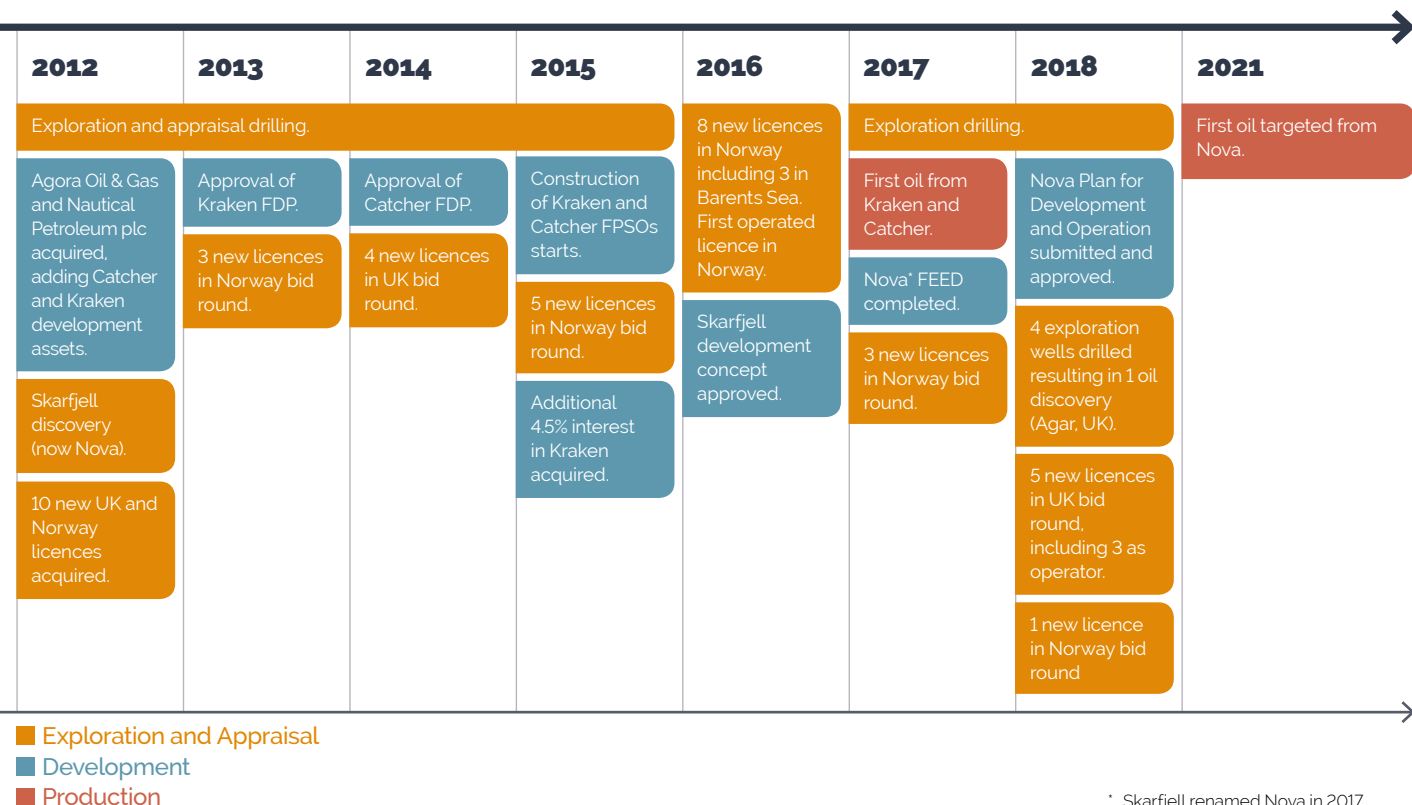 2012
2013
2014
2015
2016
2017
2018
2021
Exploration and appraisal drilling.
Agora Oil & Gas
and Nautical
Petroleum plc
acquired,
adding Catcher
and Kraken
development
assets.
Skarfjell
discovery
(now Nova).
10 new UK and
Norway
licences
acquired.
Approval of
Kraken FDP.
3 new licences
in Norway bid
round.
Approval of
Catcher FDP.
4 new licences
in UK bid
round.
Construction
of Kraken and
Catcher FPSOs
starts.
5 new licences
in Norway bid
round.
Additional
4.5% interest
in Kraken
acquired.
8 new licences
in Norway
including 3 in
Barents Sea.
First operated
licence in
Norway.
Skarfjell
development
concept
approved.
Exploration drilling.
First oil from
Kraken and
Catcher.
Nova* FEED
completed.
3 new licences
in Norway bid
round.
Nova Plan for
Development
and Operation
submitted and
approved.
4 exploration
wells drilled
resulting in 1 oil
discovery
(Agar, UK).
5 new licences
in UK bid
round,
including 3 as
operator.
1 new licence
in Norway bid
round
First oil targeted from
Nova.
Exploration and Appraisal
Development
Production
* Skarfjell renamed Nova in 2017